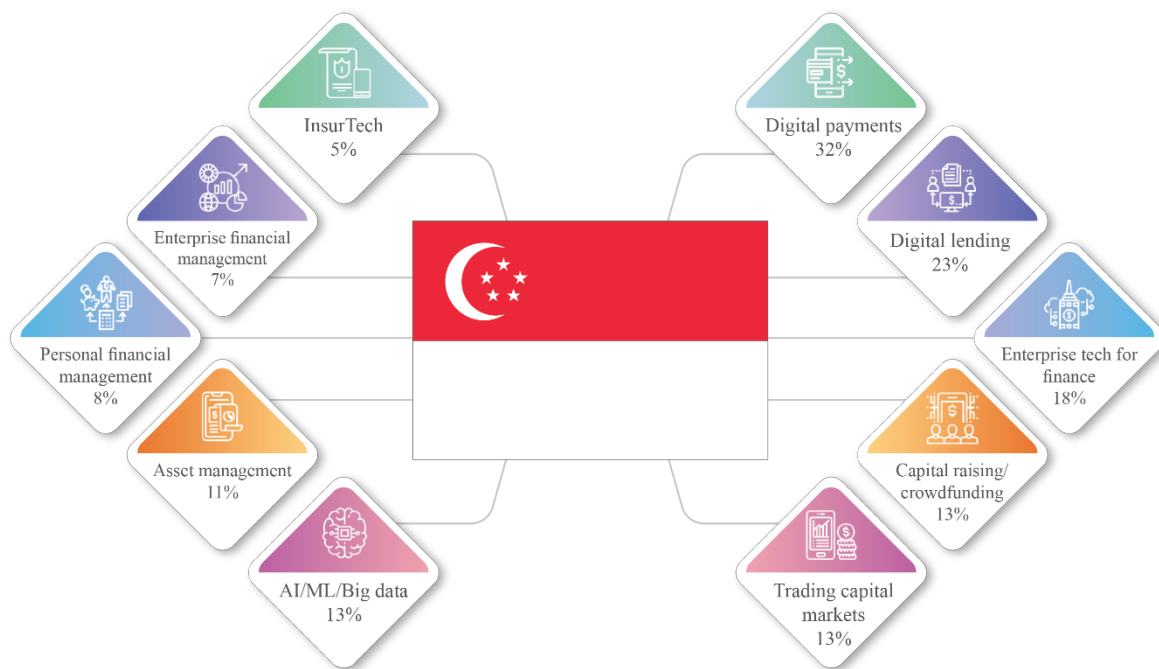 InsurTech
5%
Digital payments
32%
Enterprise financial
management
7%
Digital lending
23%
Personal financial
management
8%
Enterprise tech for
finance
18%
Asset management
11%
Capital raising/
crowdfunding
13%
AI/ML/Big data
13%
Trading capital
markets
13%